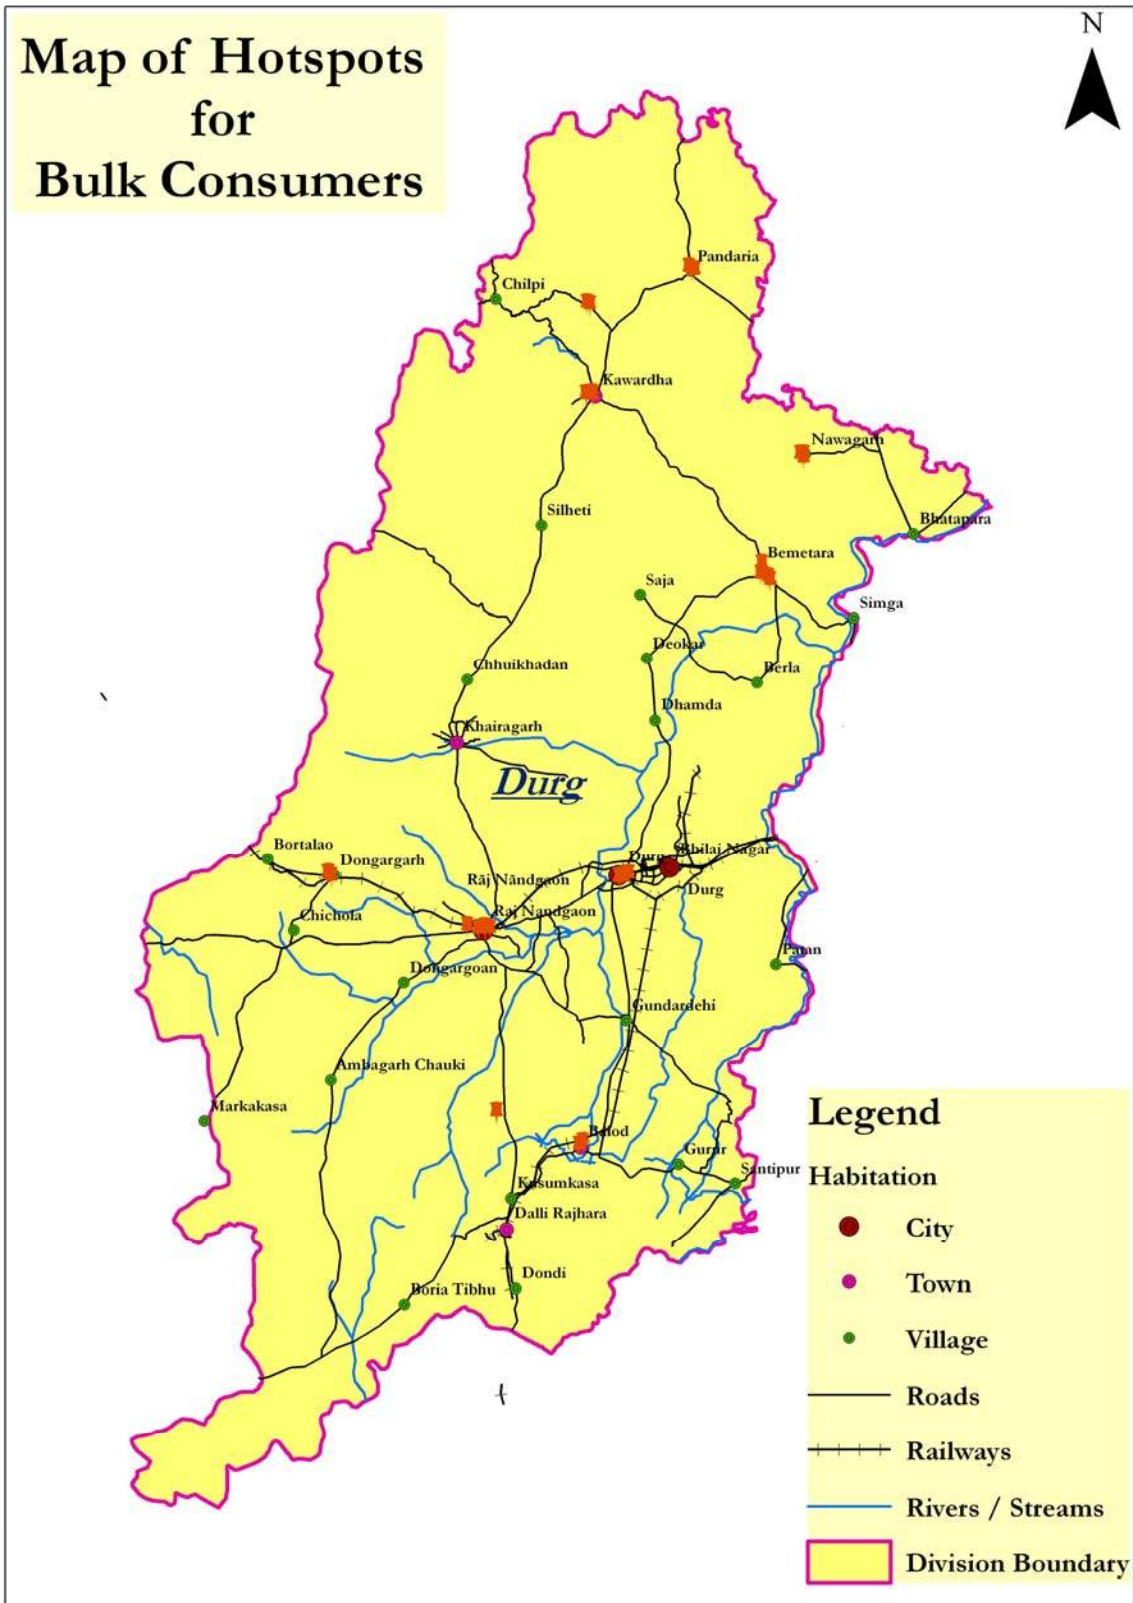 Map of Hotspots
for
Bulk Consumers
N
Pandaria
Chilpi
Kawardha
Nawagarh
Silheti
Bhatapara
Bemetara
Saja
Simga
Deokar
Chhuikhadan
Berla
Dhamda
Khairagarh
Durg
Bortalao
Dongargarh
Durg
Bhilai Nagar
Rāj Nāndgaon
Durg
Raj Nandgaon
Chichola
Patan
Dongargoan
Gundardehi
Ambagarh Chauki
Markakasa
Balod
Gurur
Santipur
Kusumkasa
Dalli Rajhara
Dondi
Boria Tibhu
Legend
Habitation
City
Town
Village
Roads
Railways
Rivers / Streams
Division Boundary